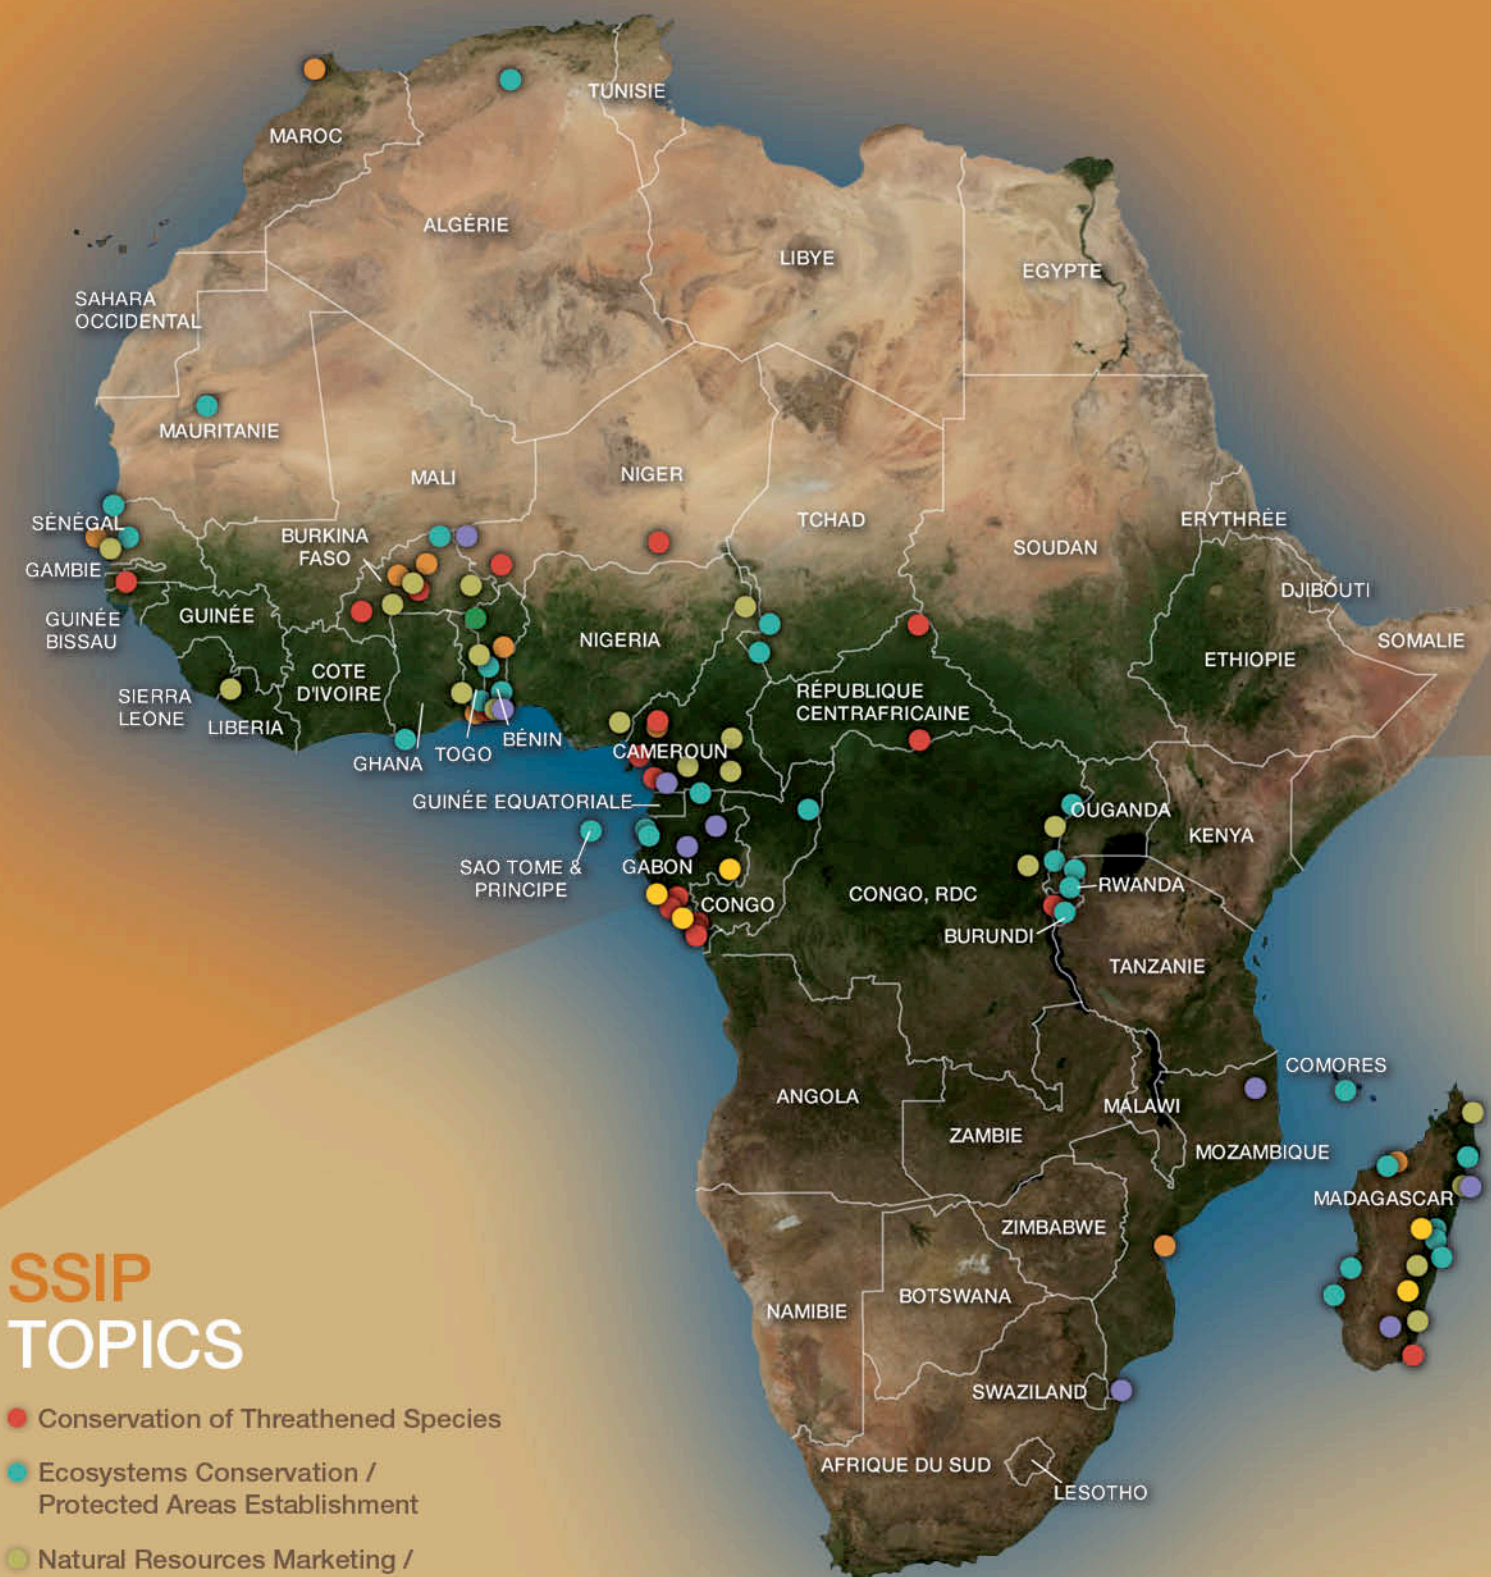 TUNISIE
MAROC
ALGÉRIE
LIBYE
EGYPTE
SAHARA
OCCIDENTAL
MAURITANIE
MALI
NIGER
TCHAD
SOUDAN
ERYTHRÉE
SÉNÉGAL
BURKINA
FASO
GAMBIE
DJIBOUTI
GUINÉE
BISSAU
GUINÉE
NIGERIA
SOMALIE
ETHIOPIE
COTE
D'IVOIRE
SIERRA
LEONE
LIBERIA
RÉPUBLIQUE
CENTRAFRICAINE
GHANA
TOGO
BÉNIN
CAMEROUN
GUINÉE EQUATORIALE
OUGANDA
KENYA
SAO TOME &
PRINCIPE
GABON
CONGO
CONGO, RDC
RWANDA
BURUNDI
TANZANIE
COMORES
ANGOLA
MALAWI
ZAMBIE
MOZAMBIQUE
MADAGASCAR
ZIMBABWE
BOTSWANA
NAMIBIE
SWAZILAND
AFRIQUE DU SUD
LESOTHO
SSIP
TOPICS
Conservation of Threathened Species
Ecosystems Conservation /
Protected Areas Establishment
Natural Resources Marketing /